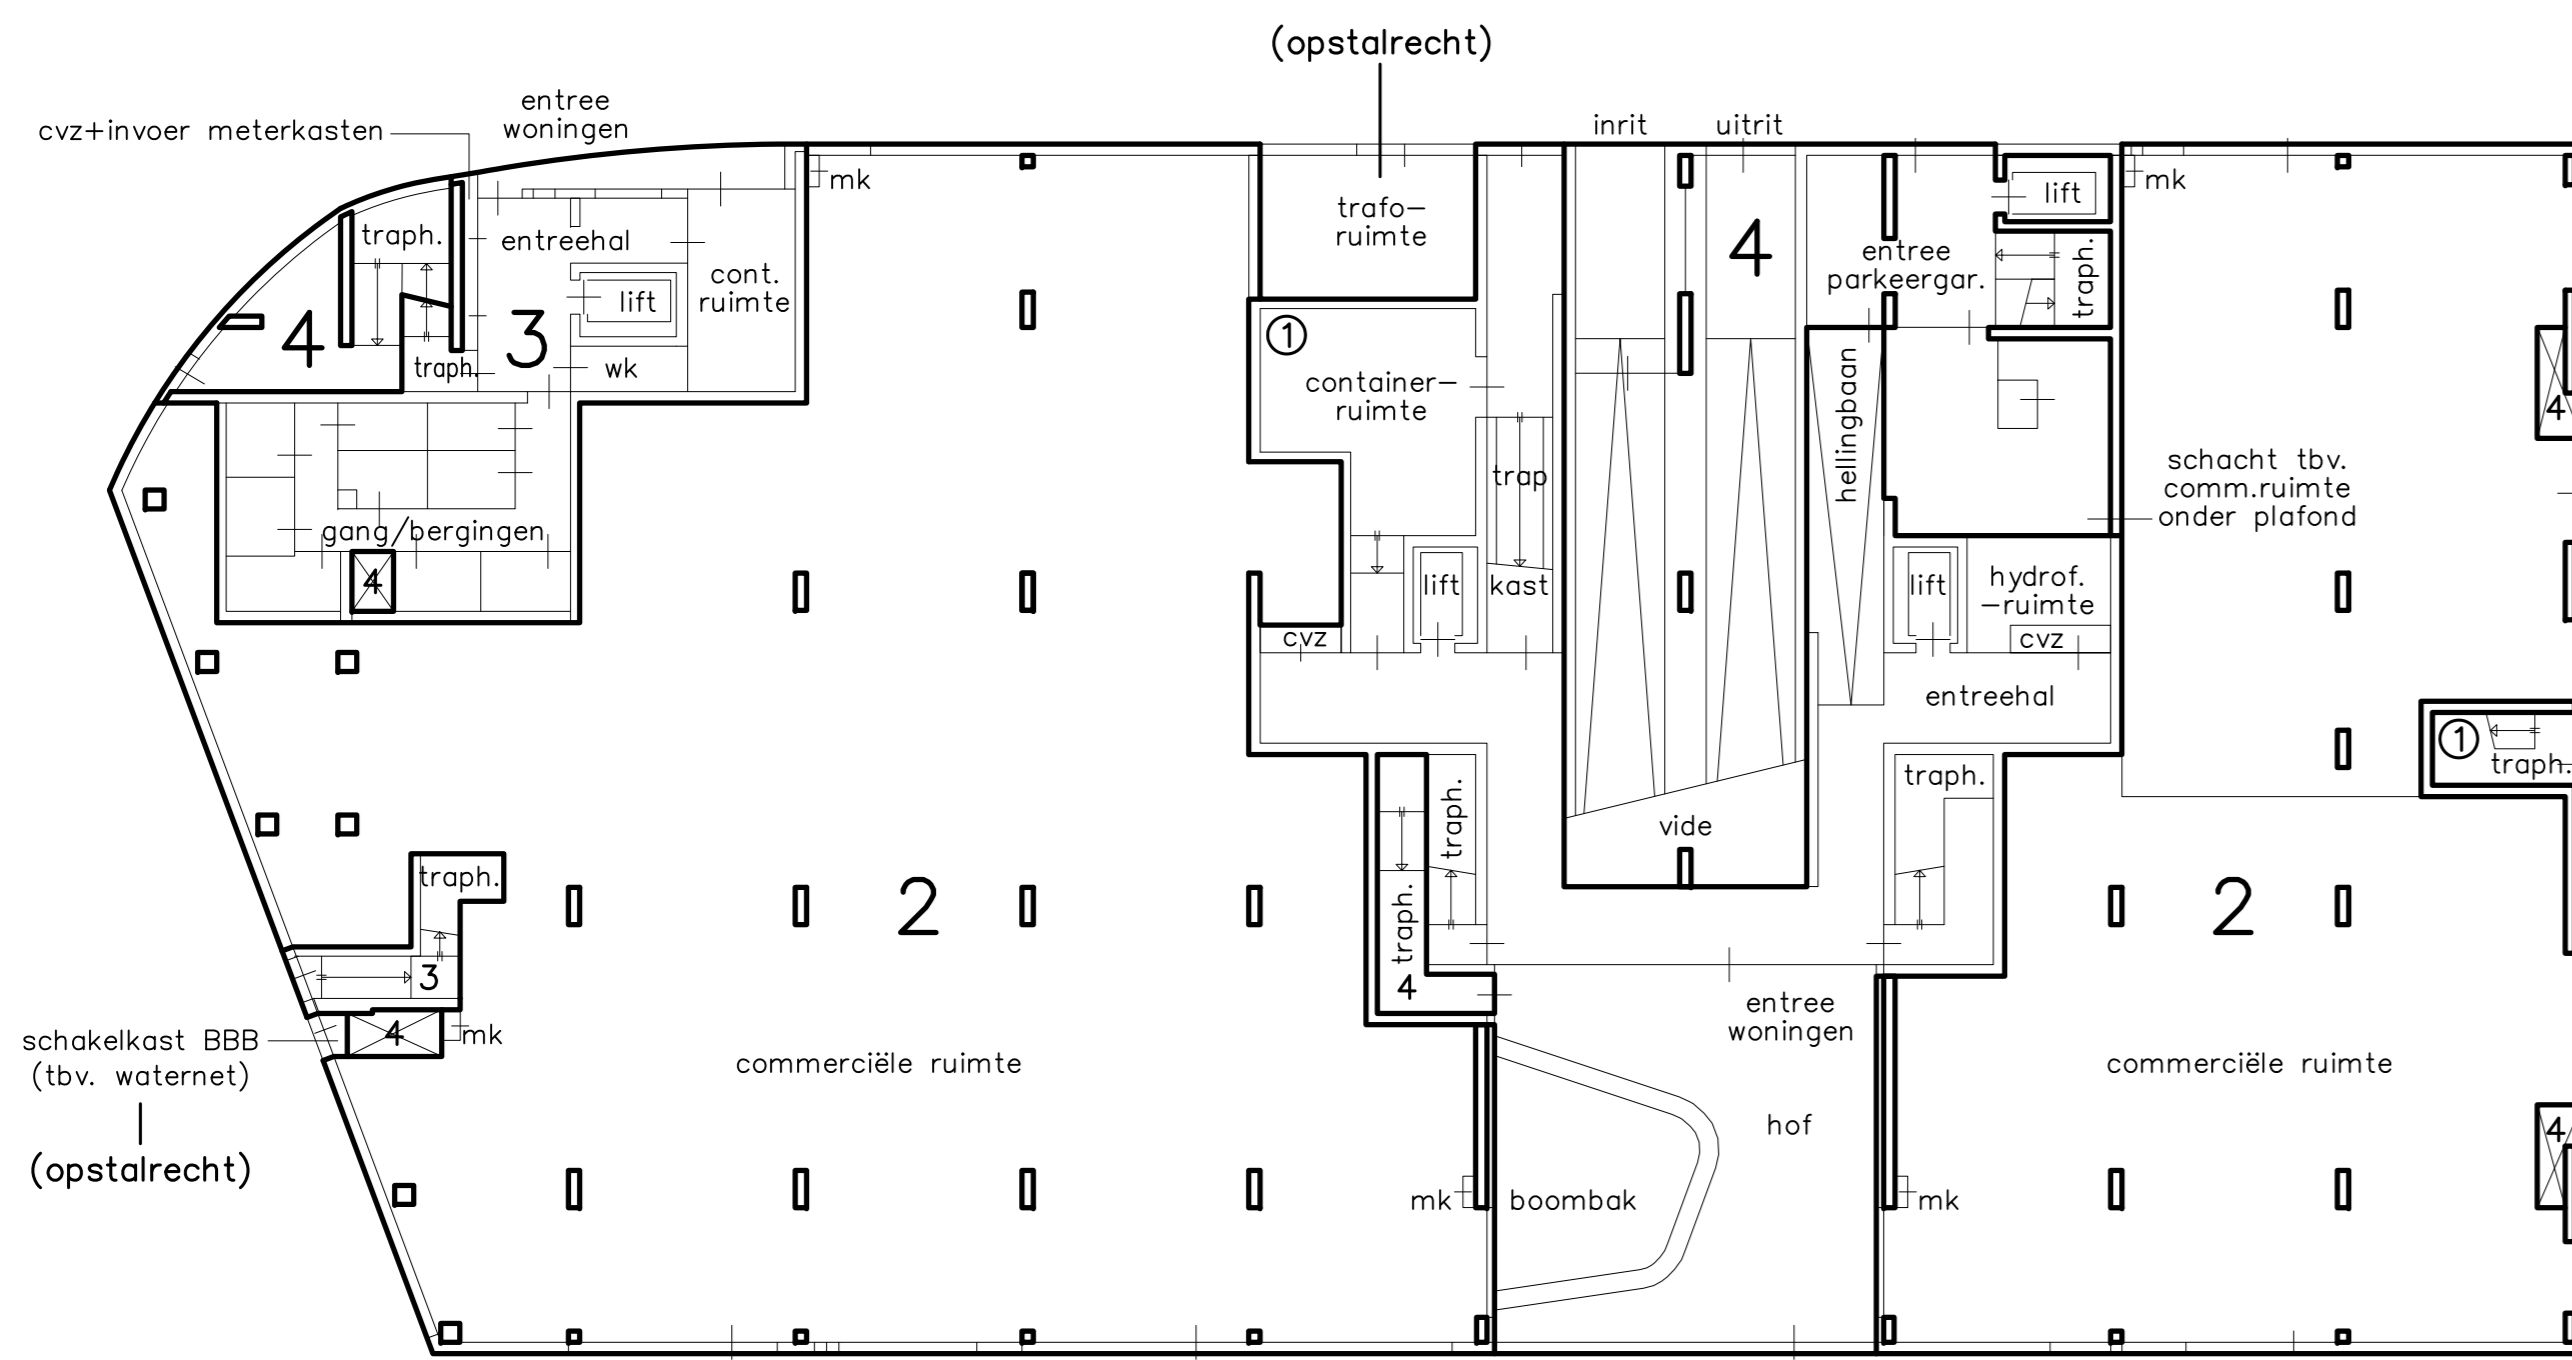 (opstalrecht)
entree
woningen
cvz+invoer meterkasten
inrit
uitrit
mk
trafo-
ruimte
lift
mk
traph.
entreehal
cont.
ruimte
lift
4
3
4
entree
parkeergar.
traph.
traph.
wk
1
container-
ruimte
hellingbaan
4
schacht tbv.
comm.ruimte
onder plafond
trap
gang/bergingen
4
lift
kast
lift
hydrof.
-ruimte
cvz
cvz
entreehal
1
traph.
traph.
traph.
vide
traph.
2
2
traph.
3
4
entree
woningen
schakelkast BBB
(tbv. waternet)
4
mk
commerciële ruimte
commerciële ruimte
hof
4
(opstalrecht)
mk
boombak
mk